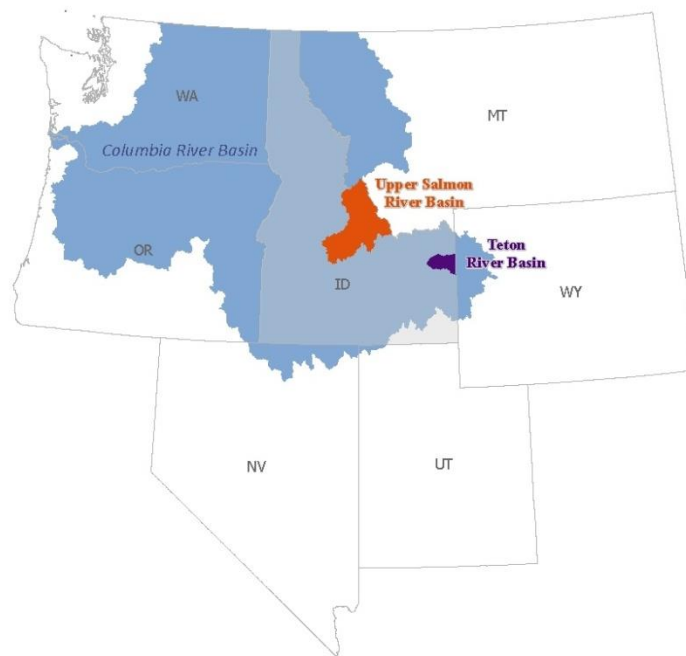 WA
MT
Columbia River Basin
Upper Salmon
River Basin
OR
Teton
River Basin
ID
WY
NV
UT